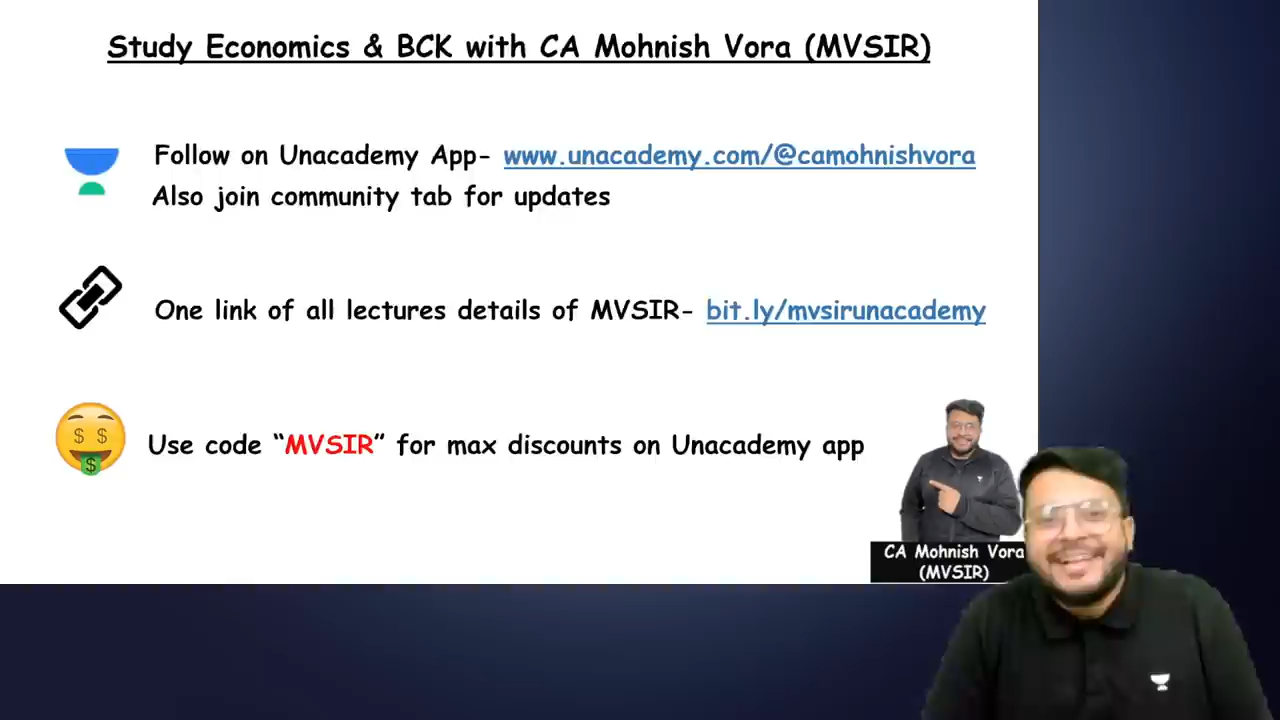 Study Economics & BCK with CA Mohnish Vora (MVSIR)
Follow on Unacademy App- www.unacademy.com/@camohnishvora
Also join community tab for updates
One link of all lectures details of MVSIR- bit.ly/mvsirunacademy
Use code “MVSIR” for max discounts on Unacademy app
CA Mohnish Vora
(MVSIR)